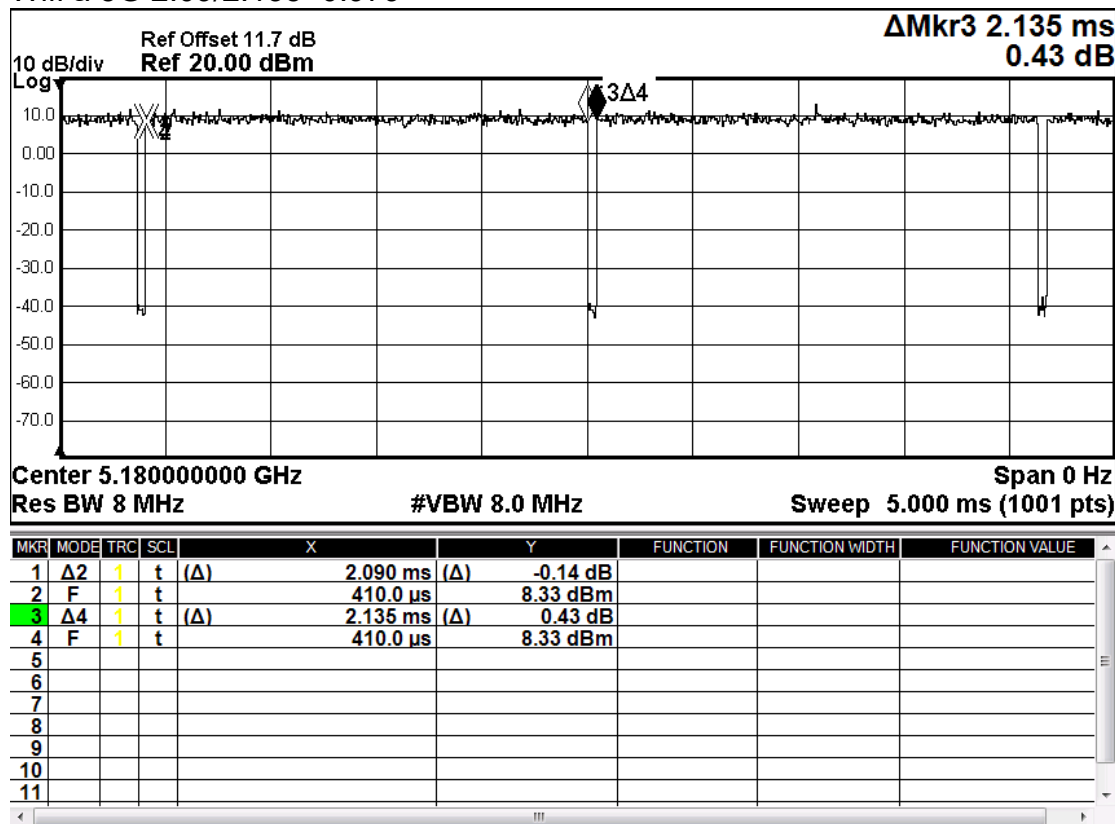 ΔMkr3 2.135 ms
Ref Offset 11.7 dB
10 dB/div Ref 20.00 dBm 0.43 dB
Log
3Δ4
10.0
0.00
-10.0
-20.0
-30.0
-40.0
-50.0
-60.0
-70.0
Center 5.180000000 GHz Span 0 Hz
Res BW 8 MHz #VBW 8.0 MHz Sweep 5.000 ms (1001 pts)
MKR MODE TRC SCL X Y FUNCTION FUNCTION WIDTH FUNCTION VALUE
1 Δ2 1 t (Δ) 2.090 ms (Δ) -0.14 dB
2 F 1 t 410.0 µs 8.33 dBm
3 Δ4 1 t (Δ) 2.135 ms (Δ) 0.43 dB
4 F 1 t 410.0 µs 8.33 dBm
5
6
7
8
9
10
11